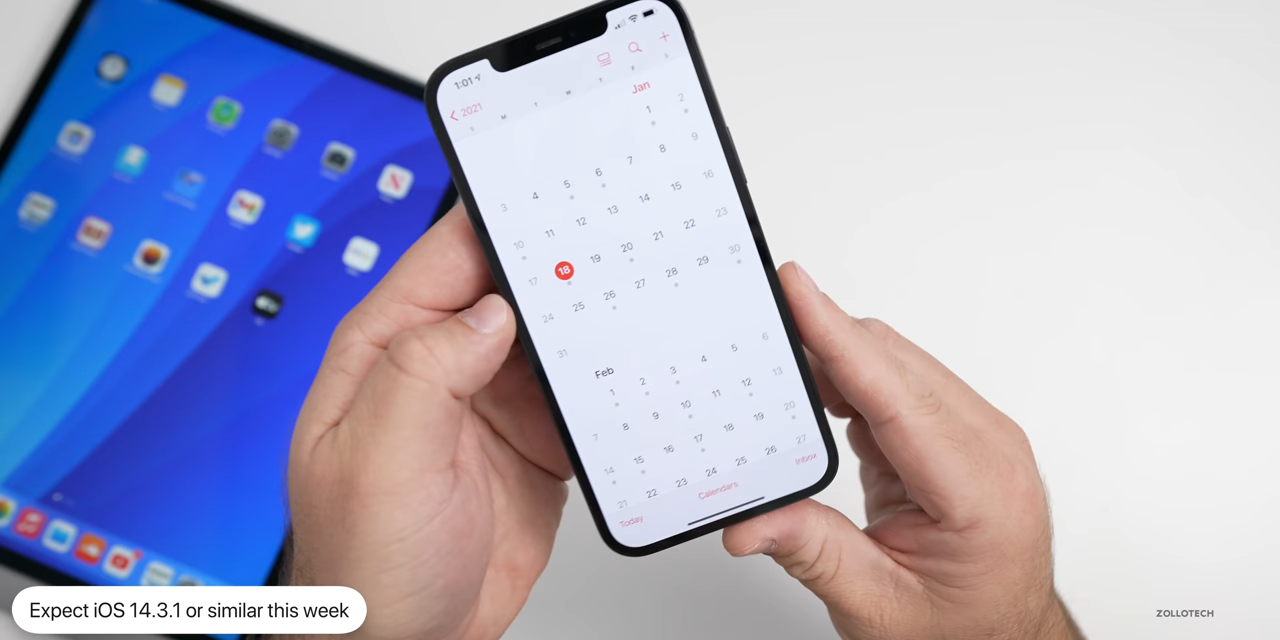 1:01
2021
S M T W T F S
Jan
1 2
3 4 5 6 7 8 9
10 11 12 13 14 15 16
17 18 19 20 21 22 23
24 25 26 27 28 29 30
31
Feb
1 2 3 4 5 6
7 8 9 10 11 12 13
14 15 16 17 18 19 20
21 22 23 24 25 26 27
Today Calendars Inbox
Expect iOS 14.3.1 or similar this week
ZOLLOTECH